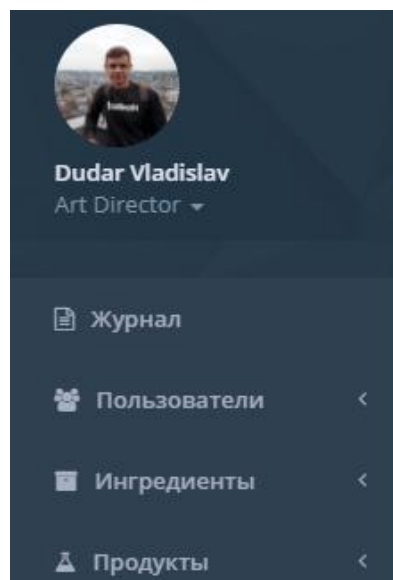 Dudar Vladislav
Art Director
Журнал
Пользователи
Ингредиенты
Продукты